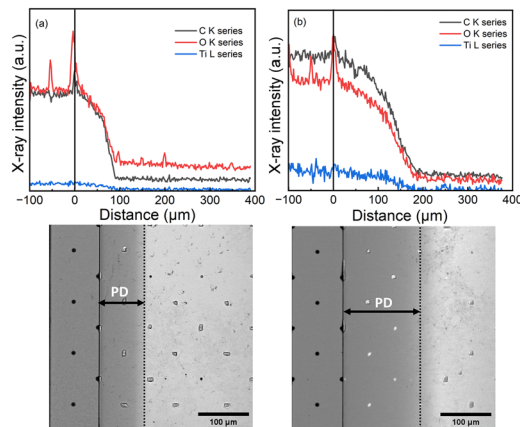 (a)
C K series
O K series
Ti L series
X-ray intensity (a.u.)
−100 0 100 200 300 400
Distance (µm)
(b)
C K series
O K series
Ti L series
X-ray intensity (a.u.)
−100 0 100 200 300 400
Distance (µm)
PD
100 µm
PD
100 µm